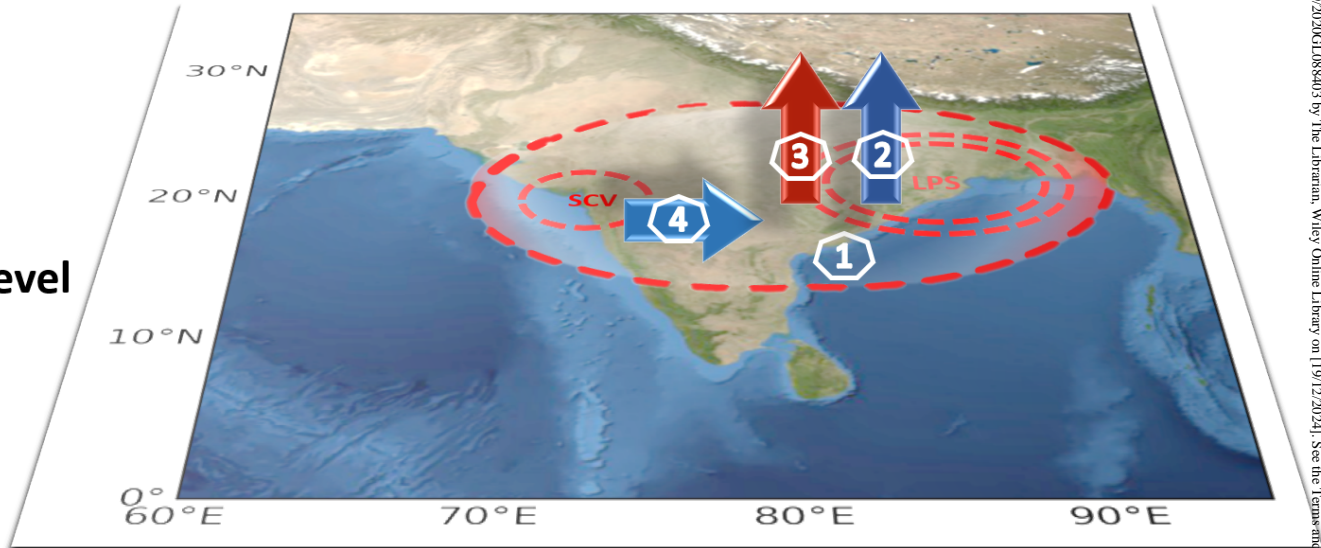 30°N
3
2
LPS
20°N
SCV
4
1
evel
10°N
0°
60°E
70°E
80°E
90°E
/2020GL088403 by The Librarian, Wiley Online Library on [19/12/2024]. See the Terms and